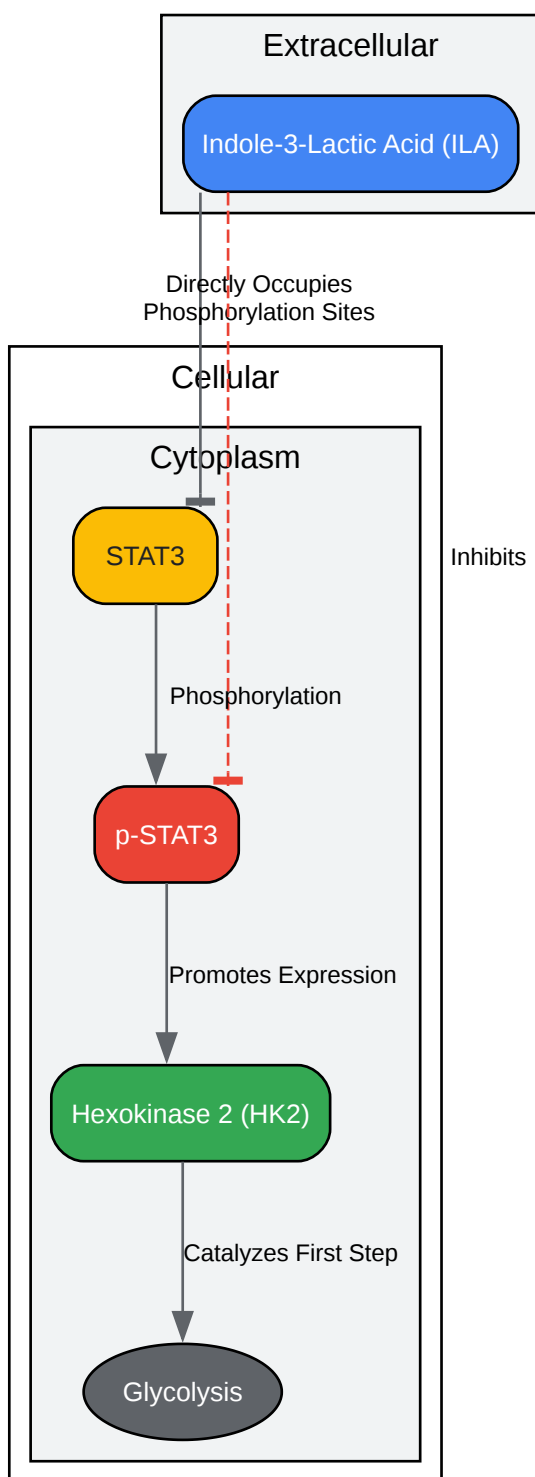 Extracellular
Indole-3-Lactic Acid (ILA)
Directly Occupies
Phosphorylation Sites
Cellular
Cytoplasm
STAT3
Inhibits
Phosphorylation
p-STAT3
Promotes Expression
Hexokinase 2 (HK2)
Catalyzes First Step
Glycolysis